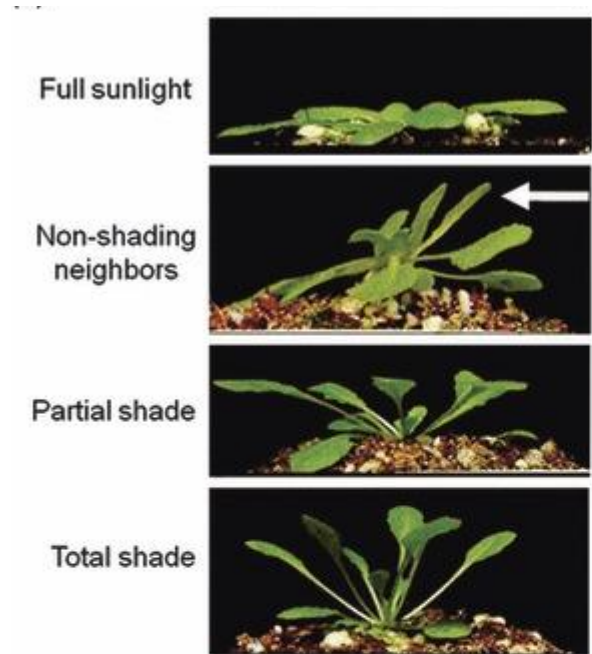 Full sunlight
Non-shading
neighbors
Partial shade
Total shade